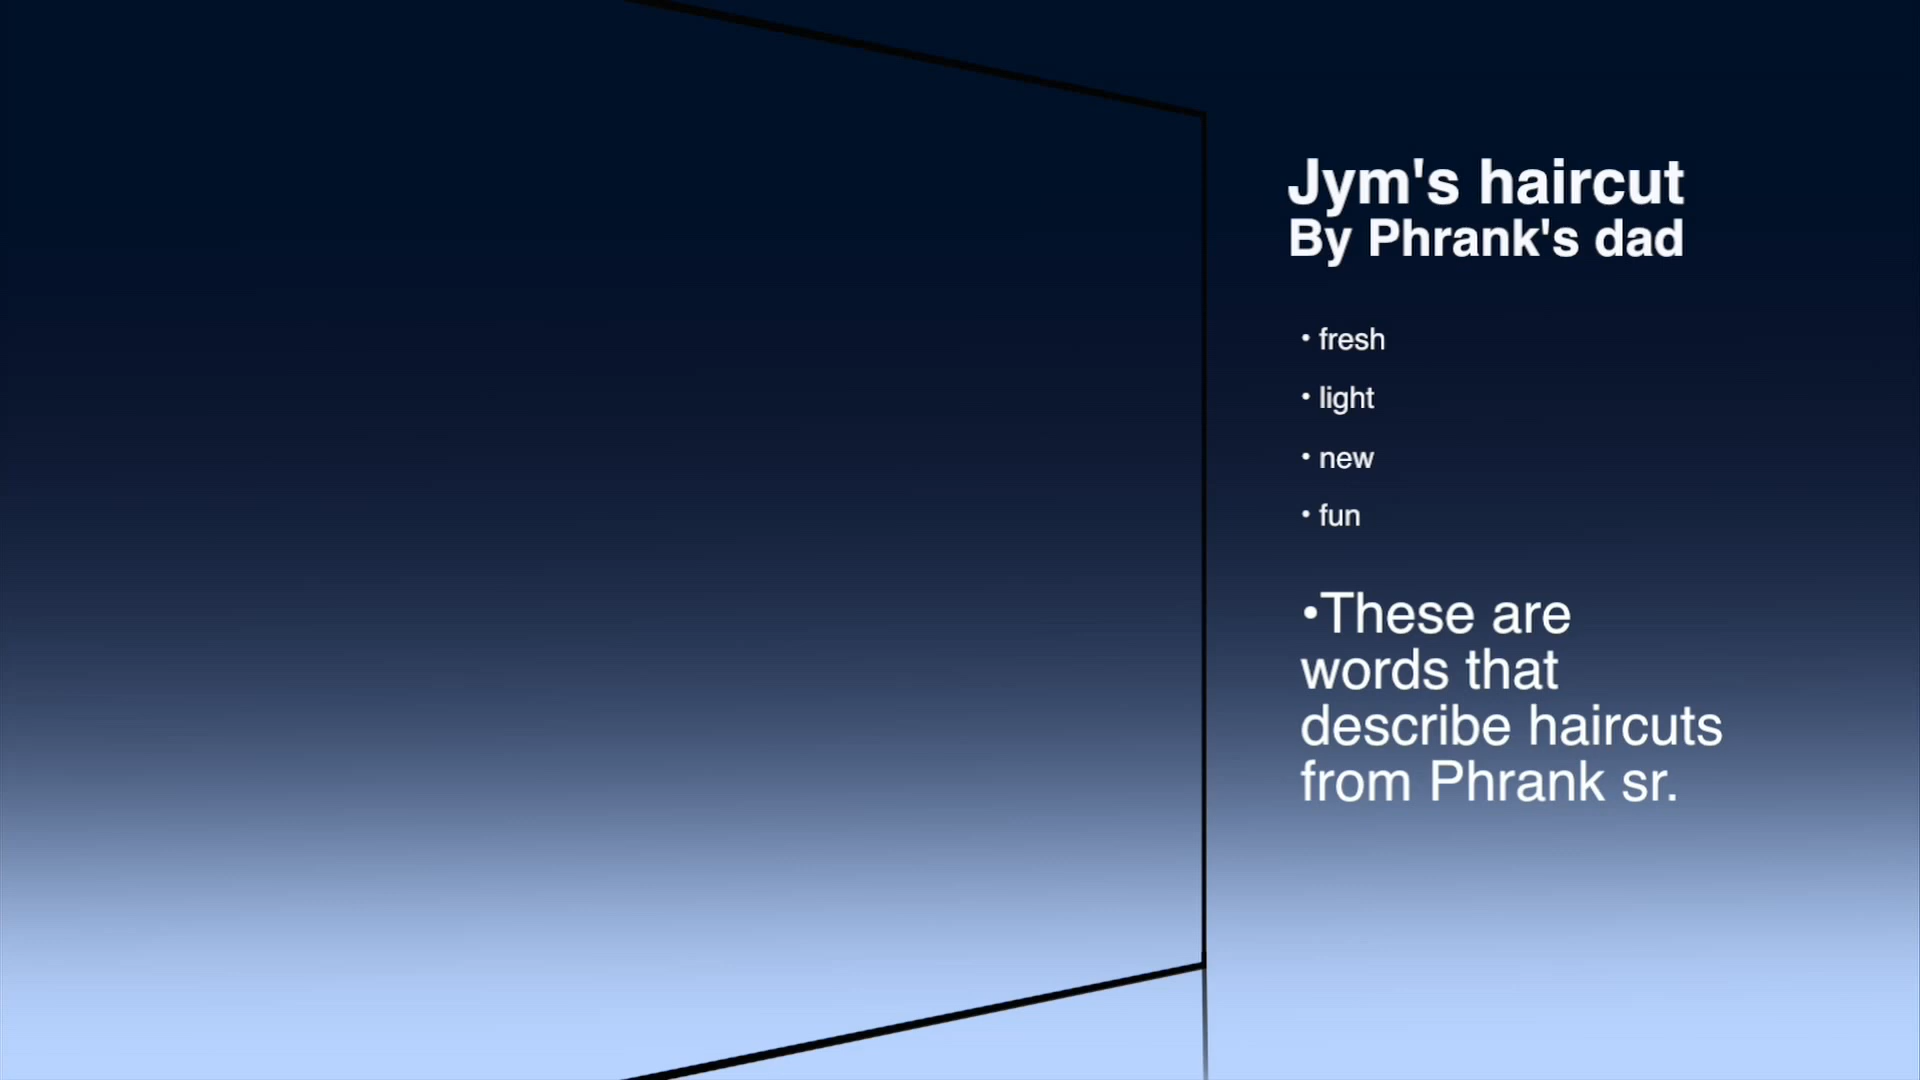 Jym's haircut
By Phrank's dad
• fresh
• light
• new
• fun
•These are
words that
describe haircuts
from Phrank sr.